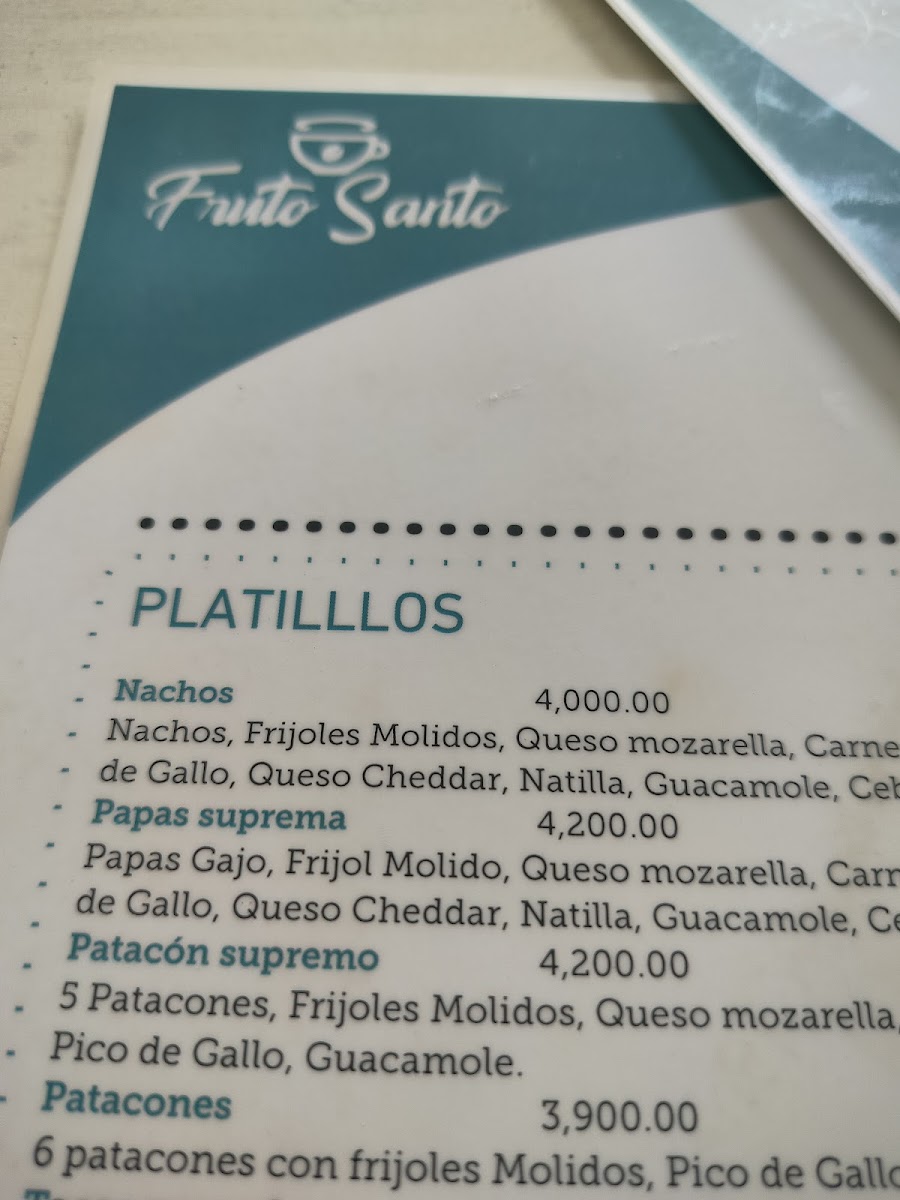 Fruto Santo
PLATILLLOS
Nachos 4,000.00
Nachos, Frijoles Molidos, Queso mozarella, Carne
de Gallo, Queso Cheddar, Natilla, Guacamole, Ceb
Papas suprema 4,200.00
Papas Gajo, Frijol Molido, Queso mozarella, Carn
de Gallo, Queso Cheddar, Natilla, Guacamole, Ce
Patacón supremo 4,200.00
5 Patacones, Frijoles Molidos, Queso mozarella,
Pico de Gallo, Guacamole.
Patacones 3,900.00
6 patacones con frijoles Molidos, Pico de Gallo